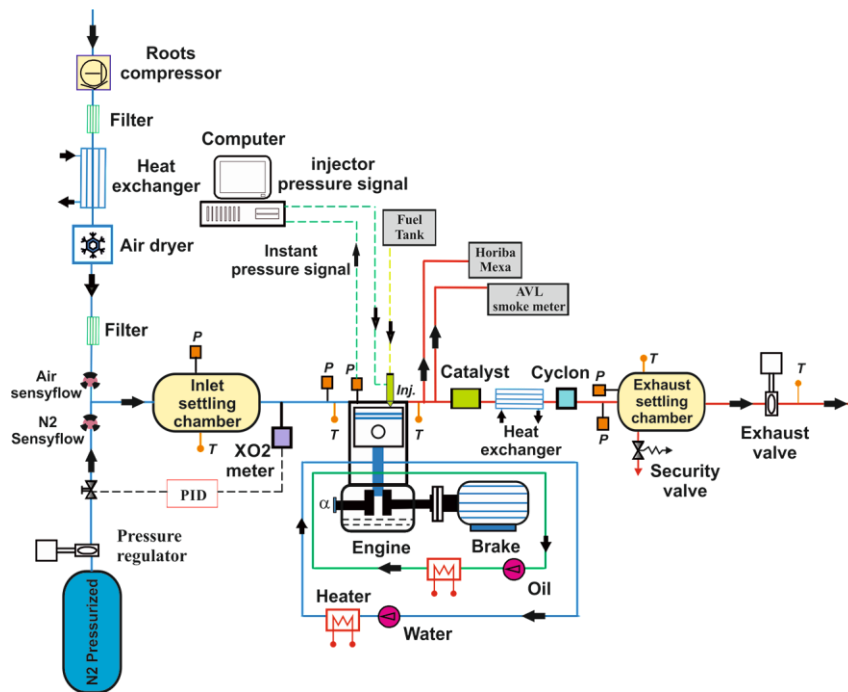 Roots
compressor
Filter
Computer
injector
pressure signal
Heat
exchanger
Fuel
Tank
Air dryer
Instant
pressure signal
Horiba
Mexa
AVL
smoke meter
Filter
P
P
P
T
T
Air
sensyflow
Inlet
settling
chamber
Inj.
Catalyst
Cyclon
P
Exhaust
settling
chamber
N2
Sensyflow
T
XO2
meter
T
T
Heat
exchanger
P
Exhaust
valve
Security
valve
PID
α
Pressure
regulator
Engine
Brake
Oil
Heater
Water
N2 Pressurized